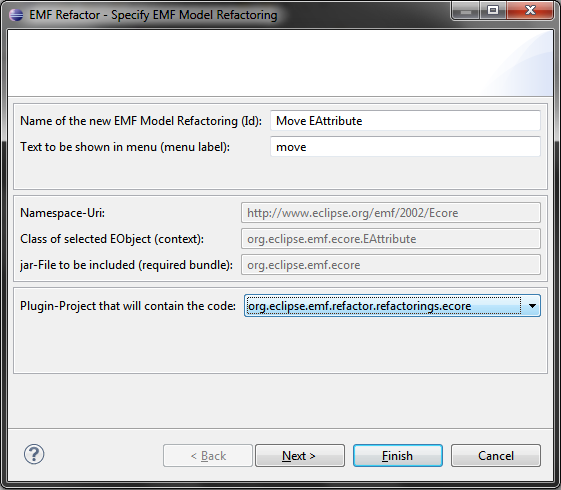 EMF Refactor - Specify EMF Model Refactoring
Name of the new EMF Model Refactoring (Id): Move EAttribute
Text to be shown in menu (menu label): move
Namespace-Uri: http://www.eclipse.org/emf/2002/Ecore
Class of selected EObject (context): org.eclipse.emf.ecore.EAttribute
jar-File to be included (required bundle): org.eclipse.emf.ecore
Plugin-Project that will contain the code: org.eclipse.emf.refactor.refactorings.ecore
? < Back Next > Finish Cancel